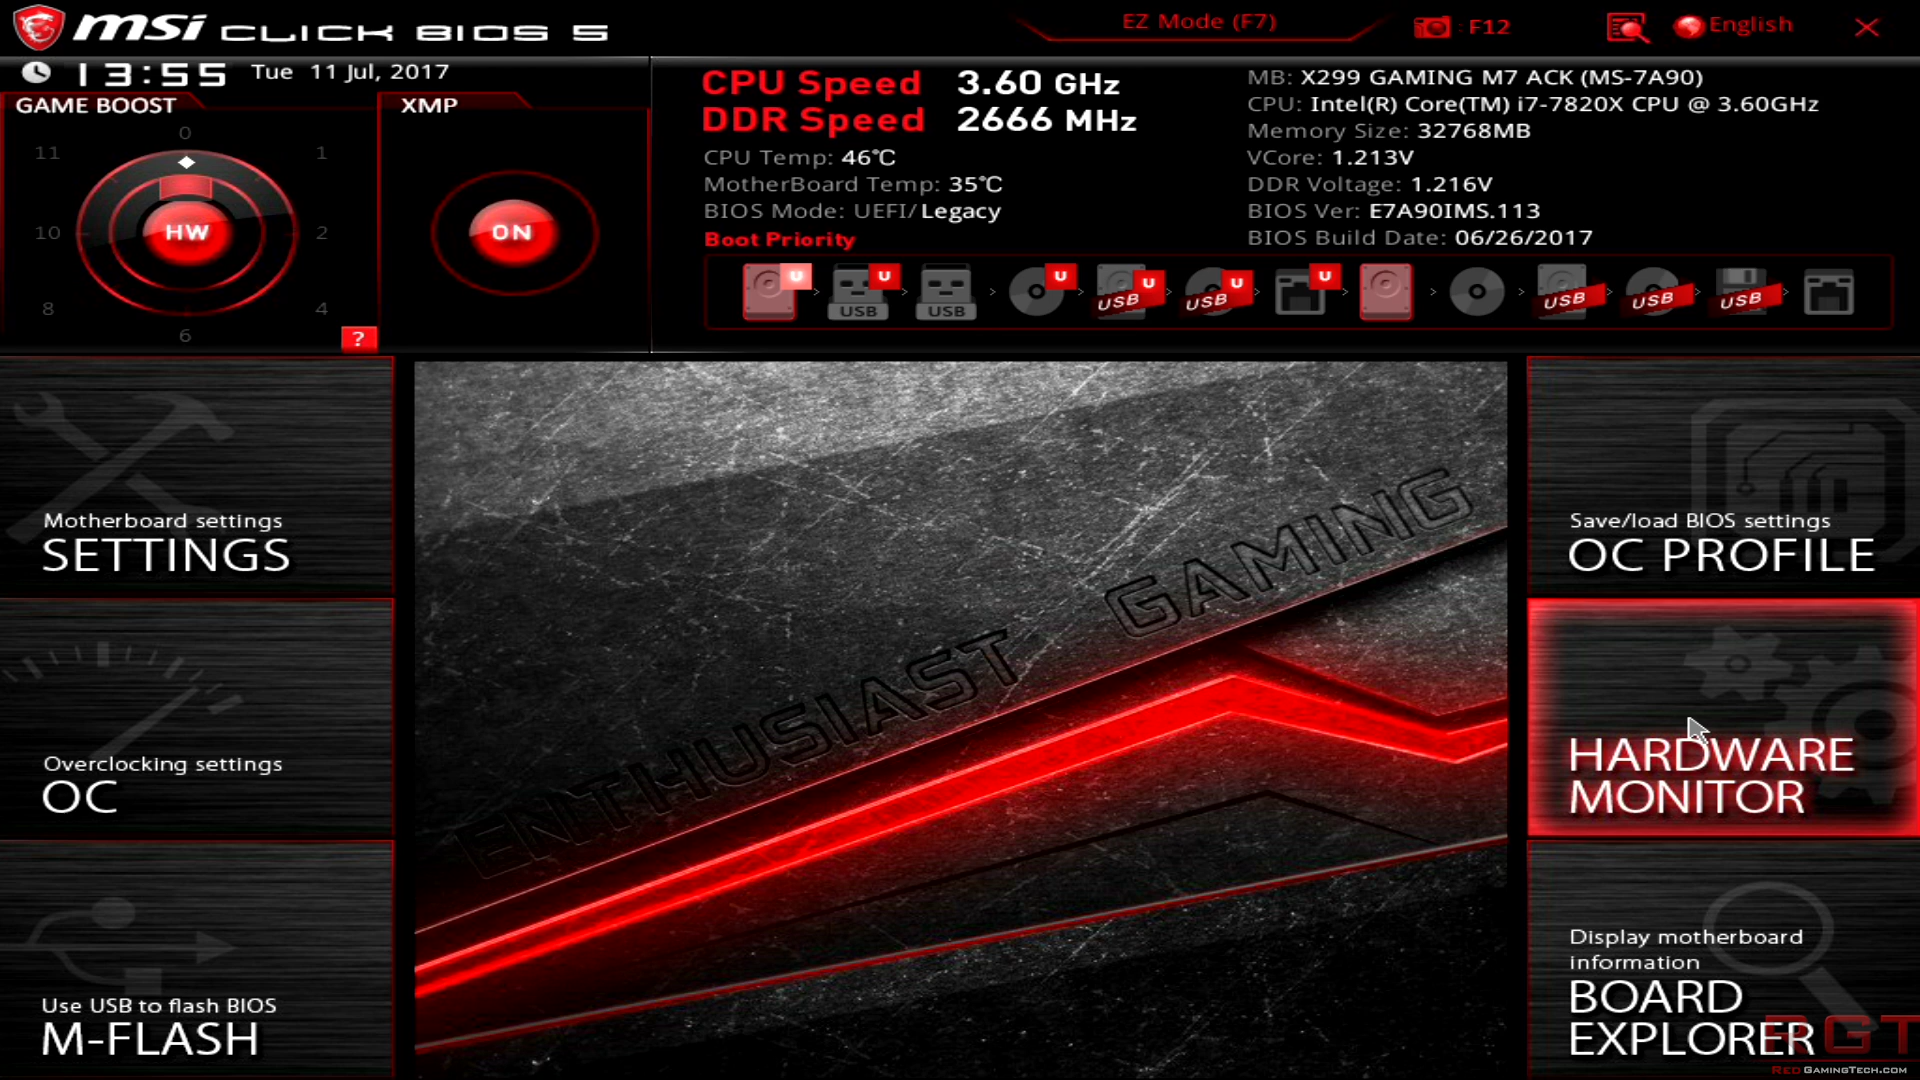 msi CLICK BIOS 5
EZ Mode (F7)
: F12
English
13:55 Tue 11 Jul, 2017
GAME BOOST
XMP
0
11
1
10
HW
2
8
4
6
?
ON
CPU Speed 3.60 GHz
DDR Speed 2666 MHz
CPU Temp: 46℃
MotherBoard Temp: 35℃
BIOS Mode: UEFI/Legacy
Boot Priority
MB: X299 GAMING M7 ACK (MS-7A90)
CPU: Intel(R) Core(TM) i7-7820X CPU @ 3.60GHz
Memory Size: 32768MB
VCore: 1.213V
DDR Voltage: 1.216V
BIOS Ver: E7A90IMS.113
BIOS Build Date: 06/26/2017
U U U U U U
USB USB USB USB USB USB USB
Motherboard settings
SETTINGS
Overclocking settings
OC
Use USB to flash BIOS
M-FLASH
ENTHUSIAST GAMING
Save/load BIOS settings
OC PROFILE
HARDWARE
MONITOR
Display motherboard
information
BOARD
EXPLORER
RGT
RedGamingTech.com